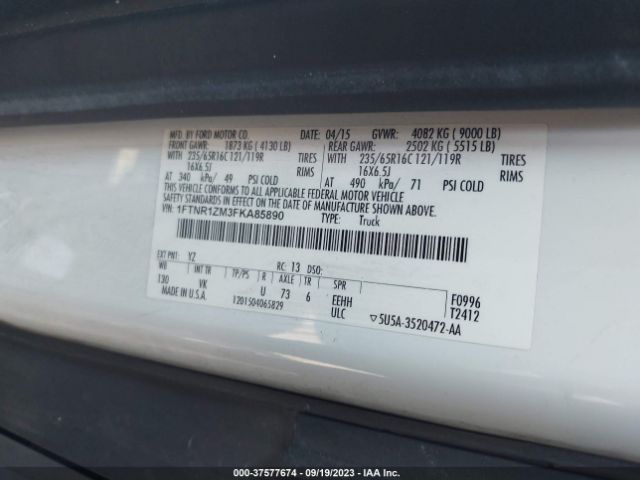 MFD. BY FORD MOTOR CO. 04/15 GVWR: 4082 KG ( 9000 LB)
FRONT GAWR: 1873 KG ( 4130 LB) REAR GAWR: 2502 KG ( 5515 LB)
WITH 235/65R16C 121/119R TIRES WITH 235/65R16C 121/119R TIRES
16X6.5J RIMS 16X6.5J RIMS
AT 340 kPa/ 49 PSI COLD AT 490 kPa/ 71 PSI COLD
THIS VEHICLE CONFORMS TO ALL APPLICABLE FEDERAL MOTOR VEHICLE
SAFETY STANDARDS IN EFFECT ON THE DATE OF MANUFACTURE SHOWN ABOVE.
VIN: 1FTNR1ZM3FKA85890 TYPE: Truck
EXT PNT: YZ RC: 13 DSO:
WB INT TR TP/PS R AXLE TR SPR
130 VK U 73 6 EEHH F0996
MADE IN U.S.A. 1201504065829 ULC ▽5U5A-3520472-AA T2412
000-37577674 - 09/19/2023 - IAA Inc.